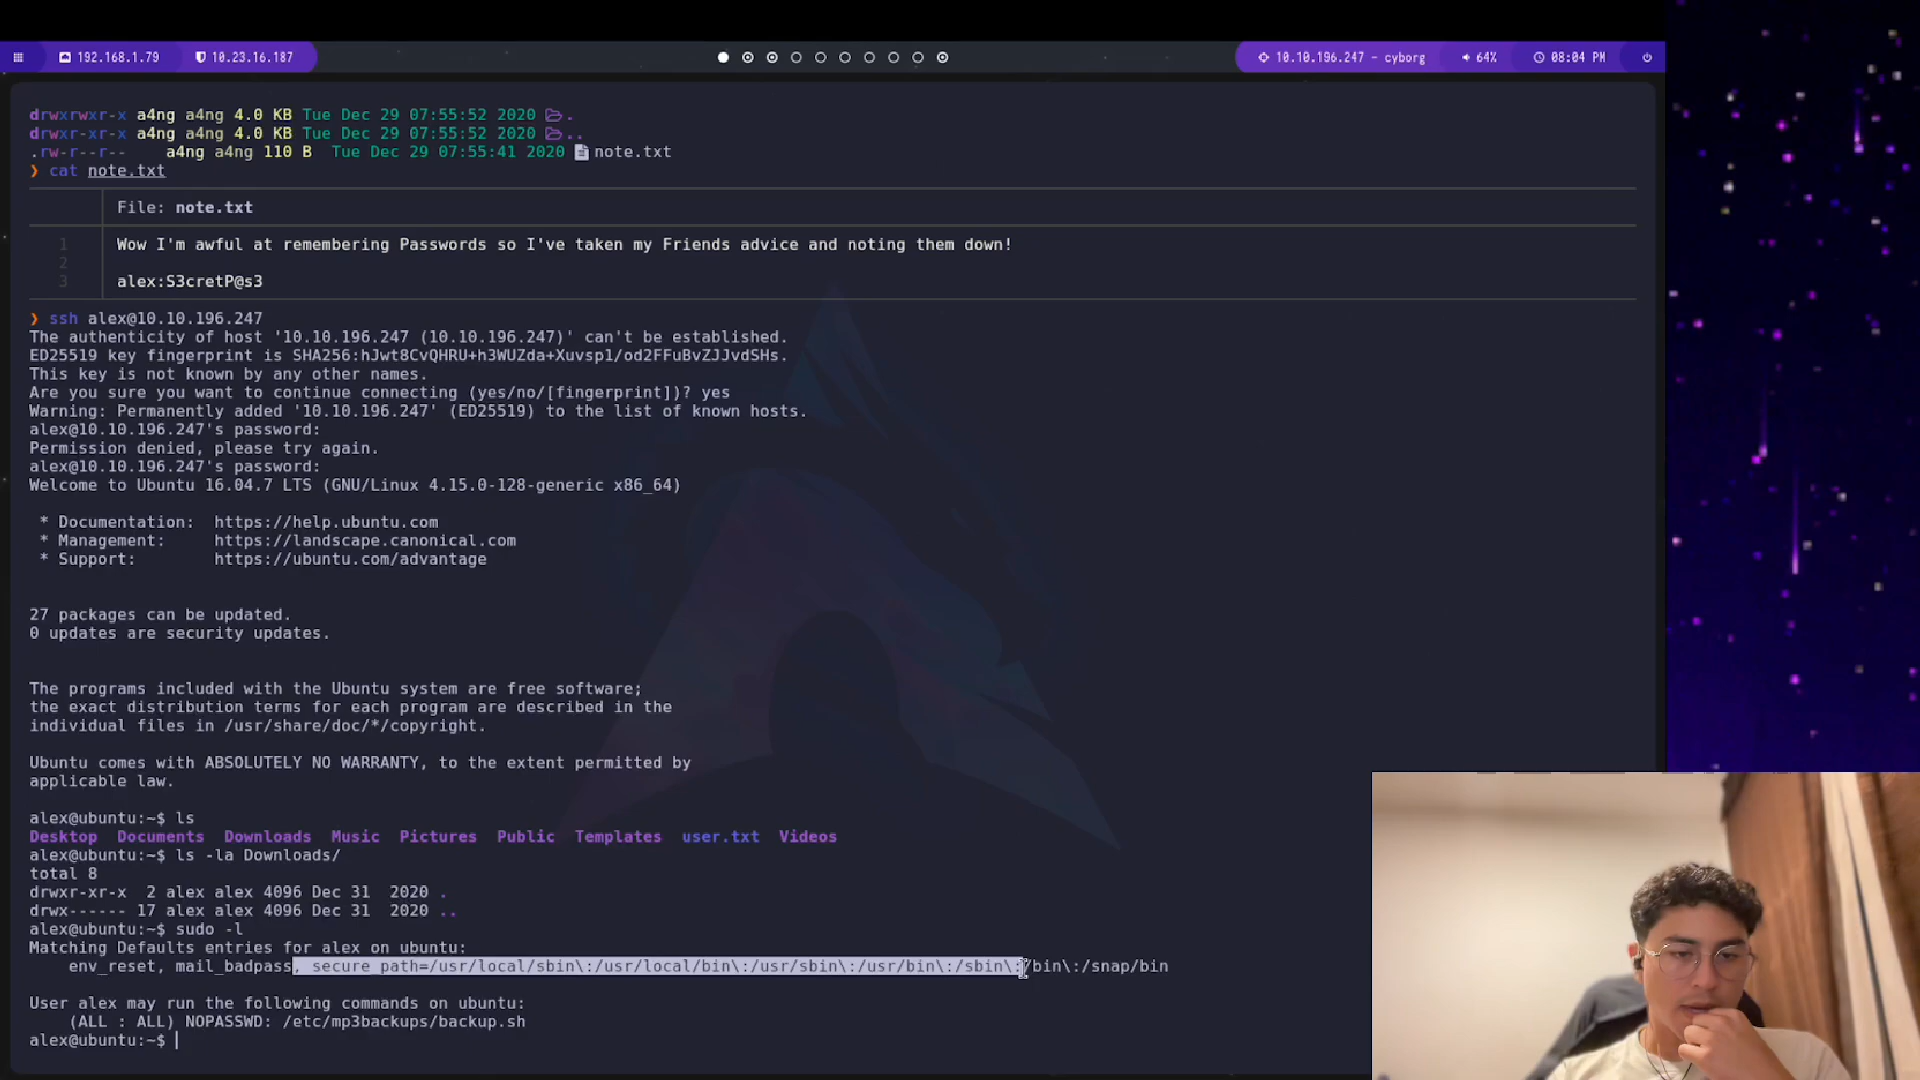 192.168.1.79 10.23.16.187 10.10.196.247 - cyborg 64% 08:04 PM
drwxrwxr-x a4ng a4ng 4.0 KB Tue Dec 29 07:55:52 2020 .
drwxr-xr-x a4ng a4ng 4.0 KB Tue Dec 29 07:55:52 2020 ..
.rw-r--r-- a4ng a4ng 110 B Tue Dec 29 07:55:41 2020 note.txt
❯ cat note.txt
File: note.txt
1 Wow I'm awful at remembering Passwords so I've taken my Friends advice and noting them down!
2
3 alex:S3cretP@s3
❯ ssh alex@10.10.196.247
The authenticity of host '10.10.196.247 (10.10.196.247)' can't be established.
ED25519 key fingerprint is SHA256:hJwt8CvQHRU+h3WUZda+Xuvsp1/od2FFuBvZJJvdSHs.
This key is not known by any other names.
Are you sure you want to continue connecting (yes/no/[fingerprint])? yes
Warning: Permanently added '10.10.196.247' (ED25519) to the list of known hosts.
alex@10.10.196.247's password:
Permission denied, please try again.
alex@10.10.196.247's password:
Welcome to Ubuntu 16.04.7 LTS (GNU/Linux 4.15.0-128-generic x86_64)
* Documentation: https://help.ubuntu.com
* Management: https://landscape.canonical.com
* Support: https://ubuntu.com/advantage
27 packages can be updated.
0 updates are security updates.
The programs included with the Ubuntu system are free software;
the exact distribution terms for each program are described in the
individual files in /usr/share/doc/*/copyright.
Ubuntu comes with ABSOLUTELY NO WARRANTY, to the extent permitted by
applicable law.
alex@ubuntu:~$ ls
Desktop Documents Downloads Music Pictures Public Templates user.txt Videos
alex@ubuntu:~$ ls -la Downloads/
total 8
drwxr-xr-x 2 alex alex 4096 Dec 31 2020 .
drwx------ 17 alex alex 4096 Dec 31 2020 ..
alex@ubuntu:~$ sudo -l
Matching Defaults entries for alex on ubuntu:
env_reset, mail_badpass, secure_path=/usr/local/sbin\:/usr/local/bin\:/usr/sbin\:/usr/bin\:/sbin\:/bin\:/snap/bin
User alex may run the following commands on ubuntu:
(ALL : ALL) NOPASSWD: /etc/mp3backups/backup.sh
alex@ubuntu:~$